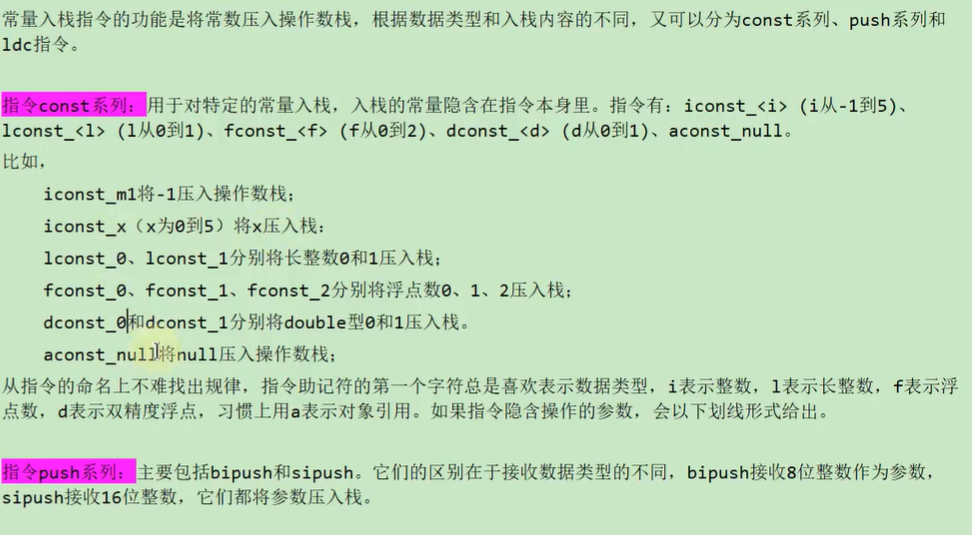 常量入栈指令的功能是将常数压入操作数栈，根据数据类型和入栈内容的不同，又可以分为const系列、push系列和
ldc指令。
指令const系列：用于对特定的常量入栈，入栈的常量隐含在指令本身里。指令有：iconst_<i> (i从-1到5)、
lconst_<l> (l从0到1)、fconst_<f> (f从0到2)、dconst_<d> (d从0到1)、aconst_null。
比如，
iconst_m1将-1压入操作数栈；
iconst_x（x为0到5）将x压入栈：
lconst_0、lconst_1分别将长整数0和1压入栈；
fconst_0、fconst_1、fconst_2分别将浮点数0、1、2压入栈；
dconst_0和dconst_1分别将double型0和1压入栈。
aconst_null将null压入操作数栈；
从指令的命名上不难找出规律，指令助记符的第一个字符总是喜欢表示数据类型，i表示整数，l表示长整数，f表示浮
点数，d表示双精度浮点，习惯上用a表示对象引用。如果指令隐含操作的参数，会以下划线形式给出。
指令push系列：主要包括bipush和sipush。它们的区别在于接收数据类型的不同，bipush接收8位整数作为参数，
sipush接收16位整数，它们都将参数压入栈。